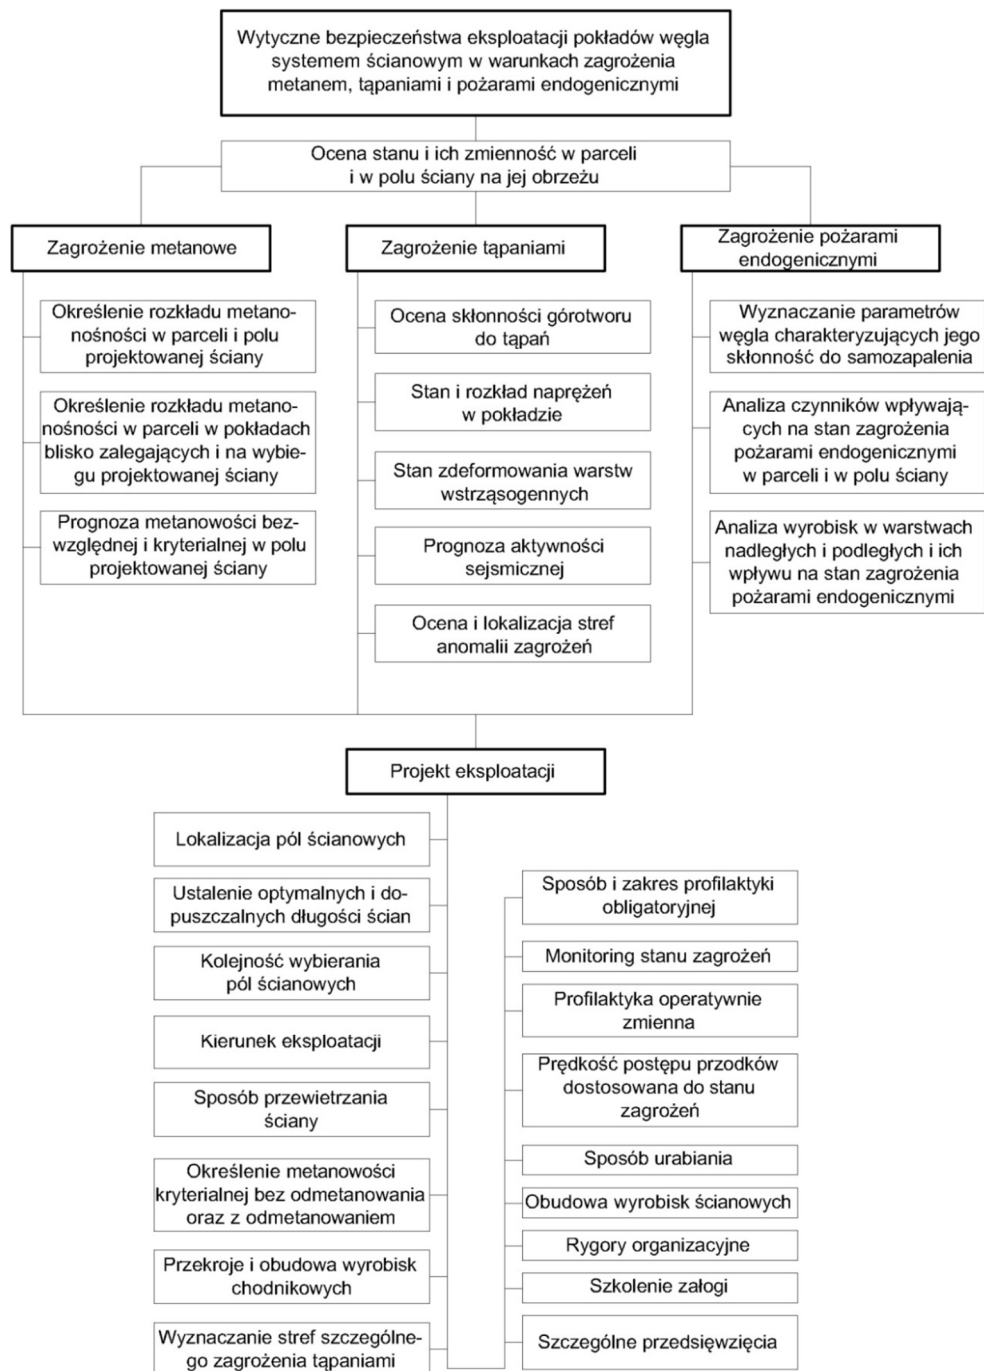 Wytyczne bezpieczeństwa eksploatacji pokładów węgla
systemem ścianowym w warunkach zagrożenia
metanem, tąpaniami i pożarami endogenicznymi
Ocena stanu i ich zmienność w parceli
i w polu ściany na jej obrzeżu
Zagrożenie metanowe
Określenie rozkładu metano-
nośności w parceli i polu
projektowanej ściany
Określenie rozkładu metano-
nośności w parceli w pokładach
blisko zalegających i na wybie-
gu projektowanej ściany
Prognoza metanowości bez-
względnej i kryterialnej w polu
projektowanej ściany
Zagrożenie tąpaniami
Ocena skłonności górotworu
do tąpań
Stan i rozkład naprężeń
w pokładzie
Stan zdeformowania warstw
wstrząsogennych
Prognoza aktywności
sejsmicznej
Ocena i lokalizacja stref
anomalii zagrożeń
Zagrożenie pożarami
endogenicznymi
Wyznaczanie parametrów
węgla charakteryzujących jego
skłonność do samozapalenia
Analiza czynników wpływają-
cych na stan zagrożenia
pożarami endogenicznymi
w parceli i w polu ściany
Analiza wyrobisk w warstwach
nadległych i podległych i ich
wpływu na stan zagrożenia
pożarami endogenicznymi
Projekt eksploatacji
Lokalizacja pól ścianowych
Ustalenie optymalnych i do-
puszczalnych długości ścian
Kolejność wybierania
pól ścianowych
Kierunek eksploatacji
Sposób przewietrzania
ściany
Określenie metanowości
kryterialnej bez odmetanowania
oraz z odmetanowaniem
Przekroje i obudowa wyrobisk
chodnikowych
Wyznaczanie stref szczególne-
go zagrożenia tąpaniami
Sposób i zakres profilaktyki
obligatoryjnej
Monitoring stanu zagrożeń
Profilaktyka operatywnie
zmienna
Prędkość postępu przodków
dostosowana do stanu
zagrożeń
Sposób urabiania
Obudowa wyrobisk ścianowych
Rygory organizacyjne
Szkolenie załogi
Szczególne przedsięwzięcia